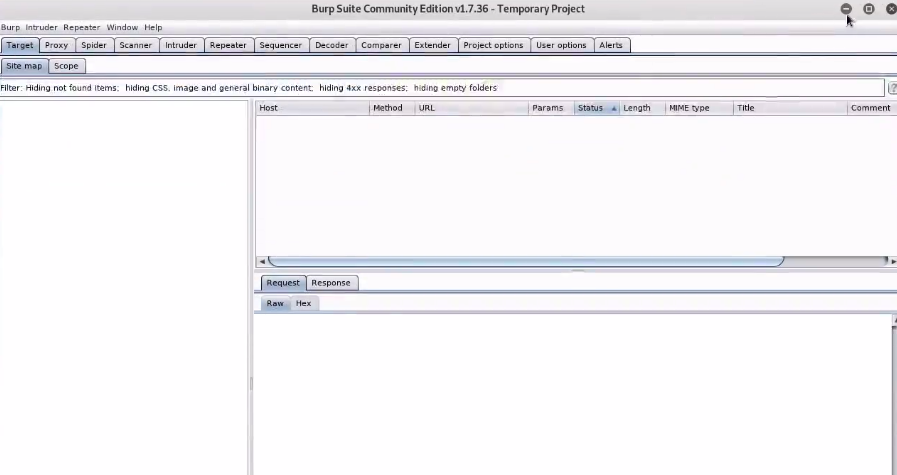 Burp Suite Community Edition v1.7.36 - Temporary Project
Burp Intruder Repeater Window Help
Target Proxy Spider Scanner Intruder Repeater Sequencer Decoder Comparer Extender Project options User options Alerts
Site map Scope
Filter: Hiding not found items; hiding CSS, image and general binary content; hiding 4xx responses; hiding empty folders ?
Host Method URL Params Status Length MIME type Title Comment
Request Response
Raw Hex